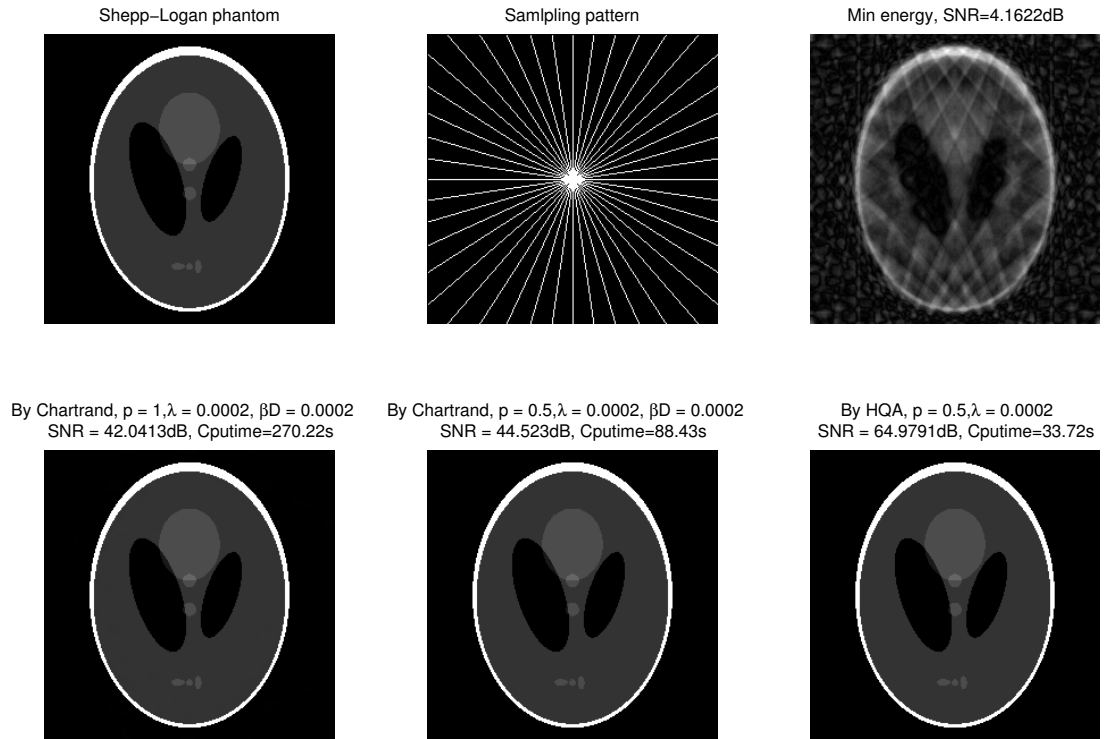 Shepp−Logan phantom
Samlpling pattern
Min energy, SNR=4.1622dB
By Chartrand, p = 1,λ = 0.0002, βD = 0.0002
SNR = 42.0413dB, Cputime=270.22s
By Chartrand, p = 0.5,λ = 0.0002, βD = 0.0002
SNR = 44.523dB, Cputime=88.43s
By HQA, p = 0.5,λ = 0.0002
SNR = 64.9791dB, Cputime=33.72s